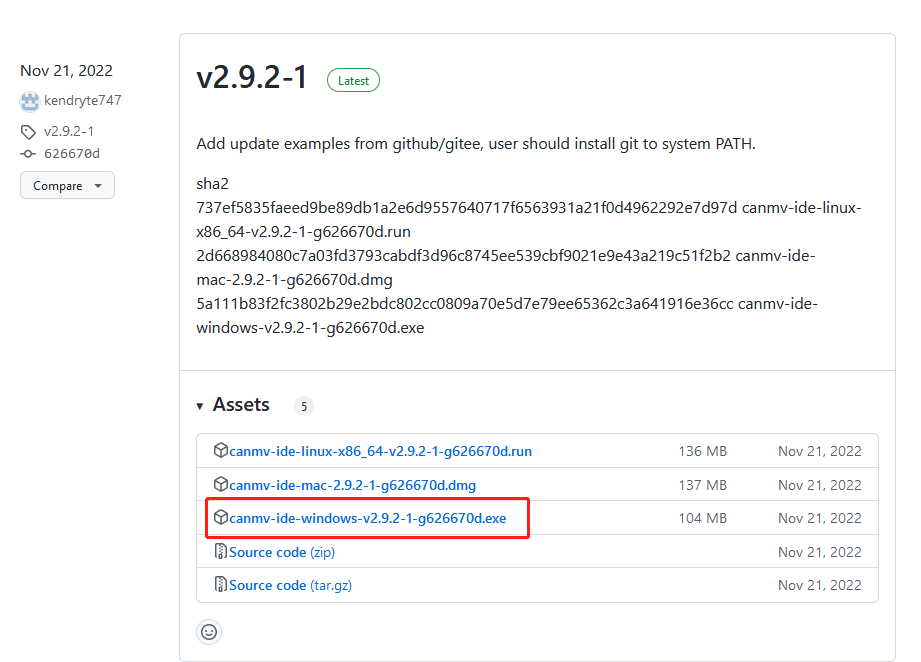 Nov 21, 2022
kendryte747
v2.9.2-1
626670d
Compare
v2.9.2-1 Latest
Add update examples from github/gitee, user should install git to system PATH.
sha2
737ef5835faeed9be89db1a2e6d9557640717f6563931a21f0d4962292e7d97d canmv-ide-linux-
x86_64-v2.9.2-1-g626670d.run
2d668984080c7a03fd3793cabdf3d96c8745ee539cbf9021e9e43a219c51f2b2 canmv-ide-
mac-2.9.2-1-g626670d.dmg
5a111b83f2fc3802b29e2bdc802cc0809a70e5d7e79ee65362c3a641916e36cc canmv-ide-
windows-v2.9.2-1-g626670d.exe
Assets 5
canmv-ide-linux-x86_64-v2.9.2-1-g626670d.run 136 MB Nov 21, 2022
canmv-ide-mac-2.9.2-1-g626670d.dmg 137 MB Nov 21, 2022
canmv-ide-windows-v2.9.2-1-g626670d.exe 104 MB Nov 21, 2022
Source code (zip) Nov 21, 2022
Source code (tar.gz) Nov 21, 2022